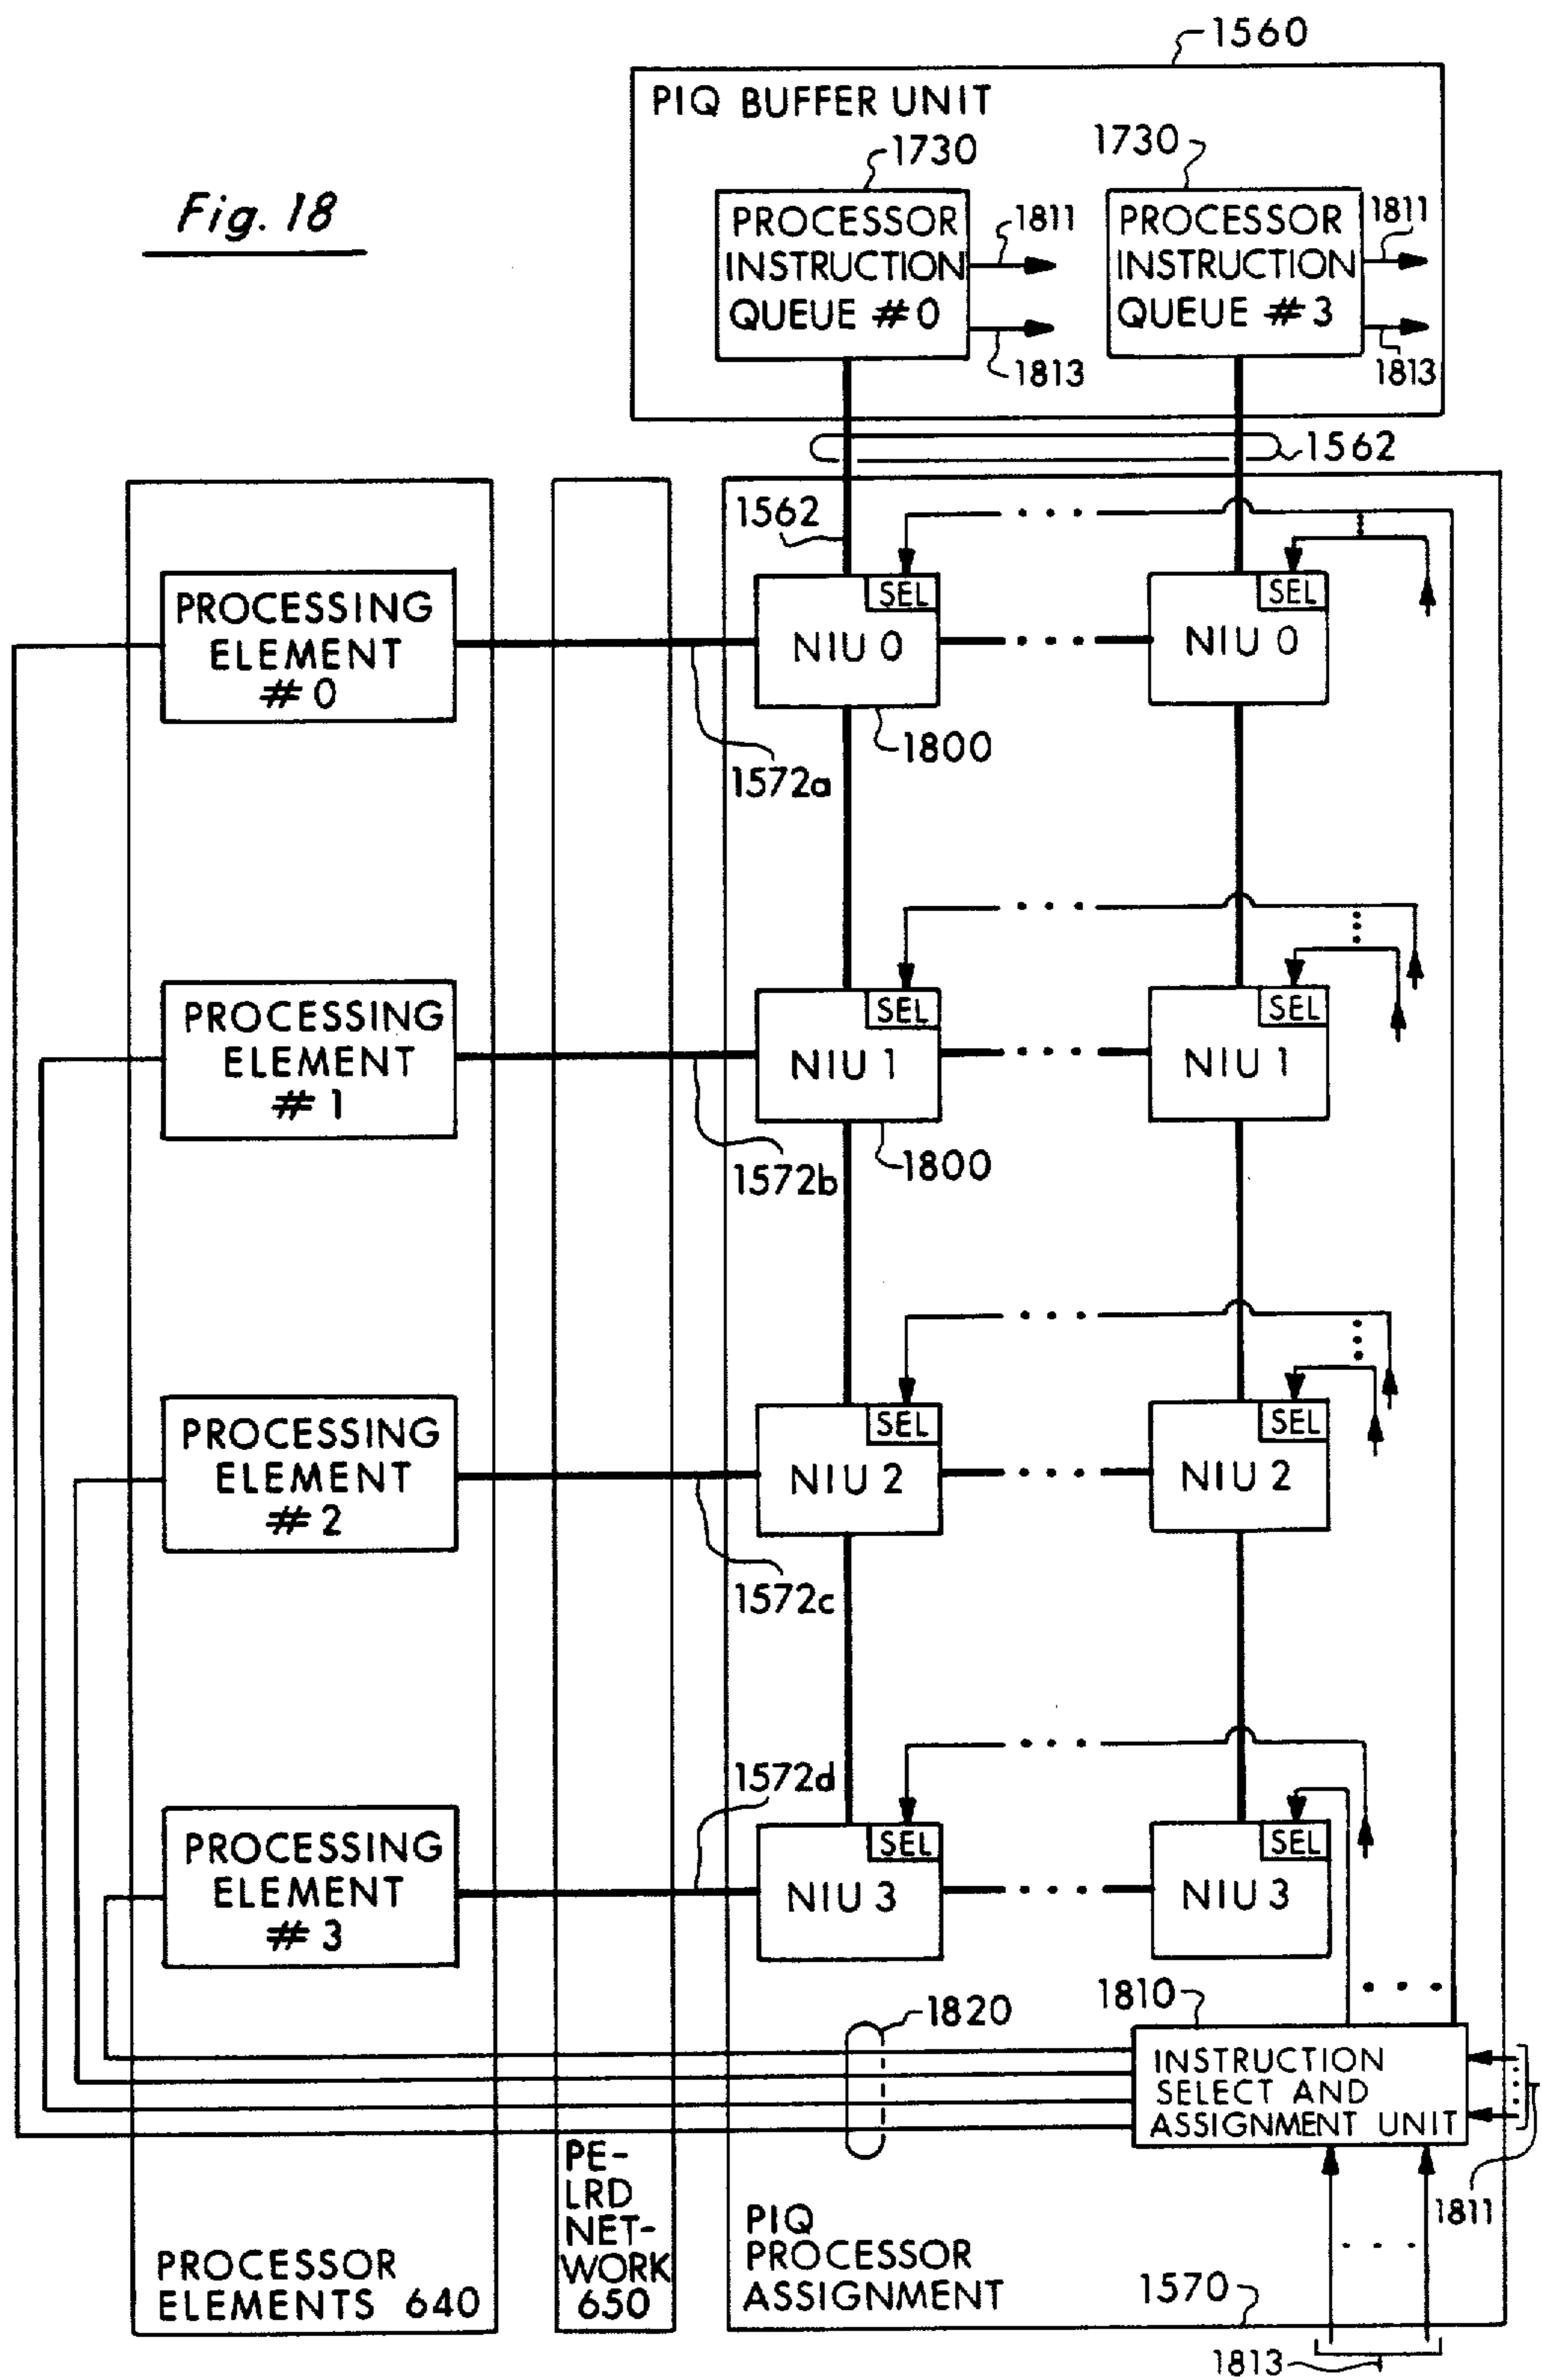 Fig. 18
1560
PIQ BUFFER UNIT
1730
1730
PROCESSOR
INSTRUCTION
QUEUE #0
1811
1813
PROCESSOR
INSTRUCTION
QUEUE #3
1811
1813
1562
1562
PROCESSING
ELEMENT
#0
SEL
NIU 0
SEL
NIU 0
1800
1572a
PROCESSING
ELEMENT
#1
SEL
NIU 1
SEL
NIU 1
1800
1572b
PROCESSING
ELEMENT
#2
SEL
NIU 2
SEL
NIU 2
1572c
1572d
PROCESSING
ELEMENT
#3
SEL
NIU 3
SEL
NIU 3
1810
1820
INSTRUCTION
SELECT AND
ASSIGNMENT UNIT
1811
PROCESSOR
ELEMENTS 640
PE-
LRD
NET-
WORK
650
PIQ
PROCESSOR
ASSIGNMENT
1570
1813